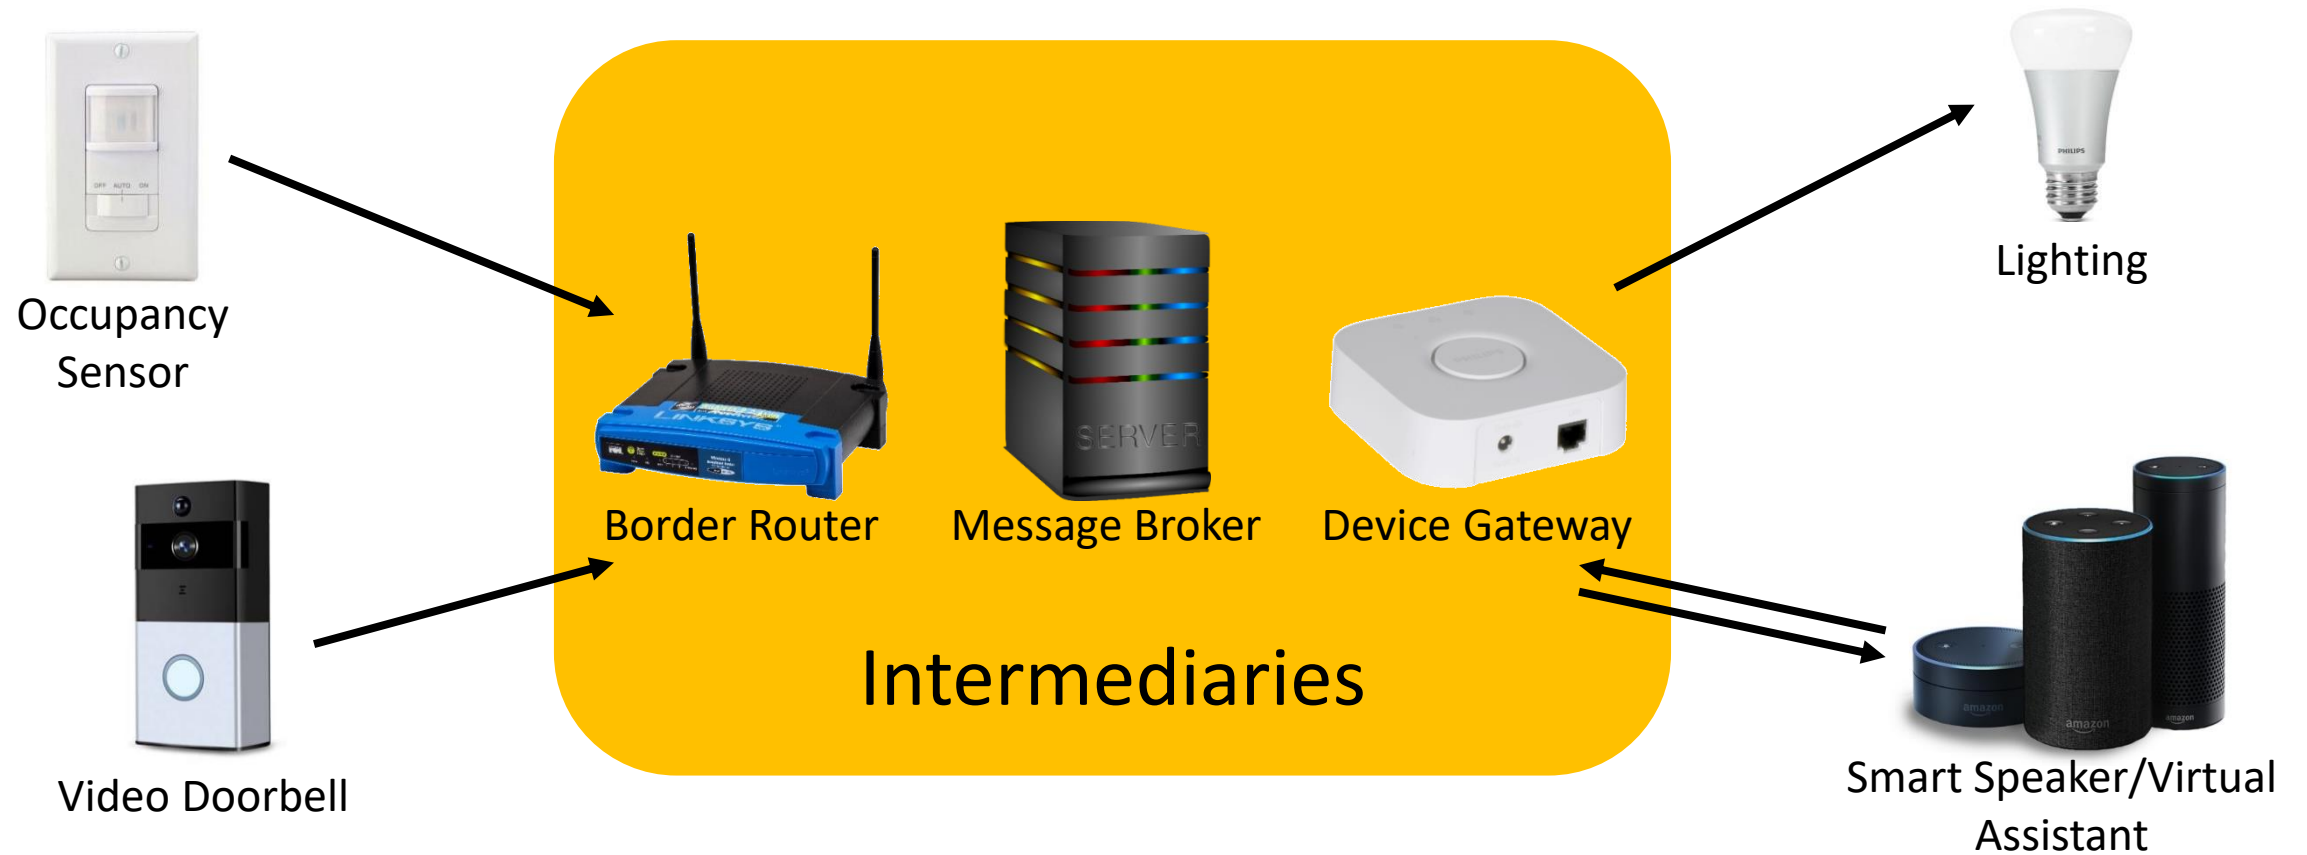 OFF AUTO ON
Occupancy
Sensor
Video Doorbell
LINKSYS
Border Router
SERVER
Message Broker
PHILIPS
Device Gateway
Intermediaries
PHILIPS
Lighting
amazon
amazon
amazon
Smart Speaker/Virtual
Assistant